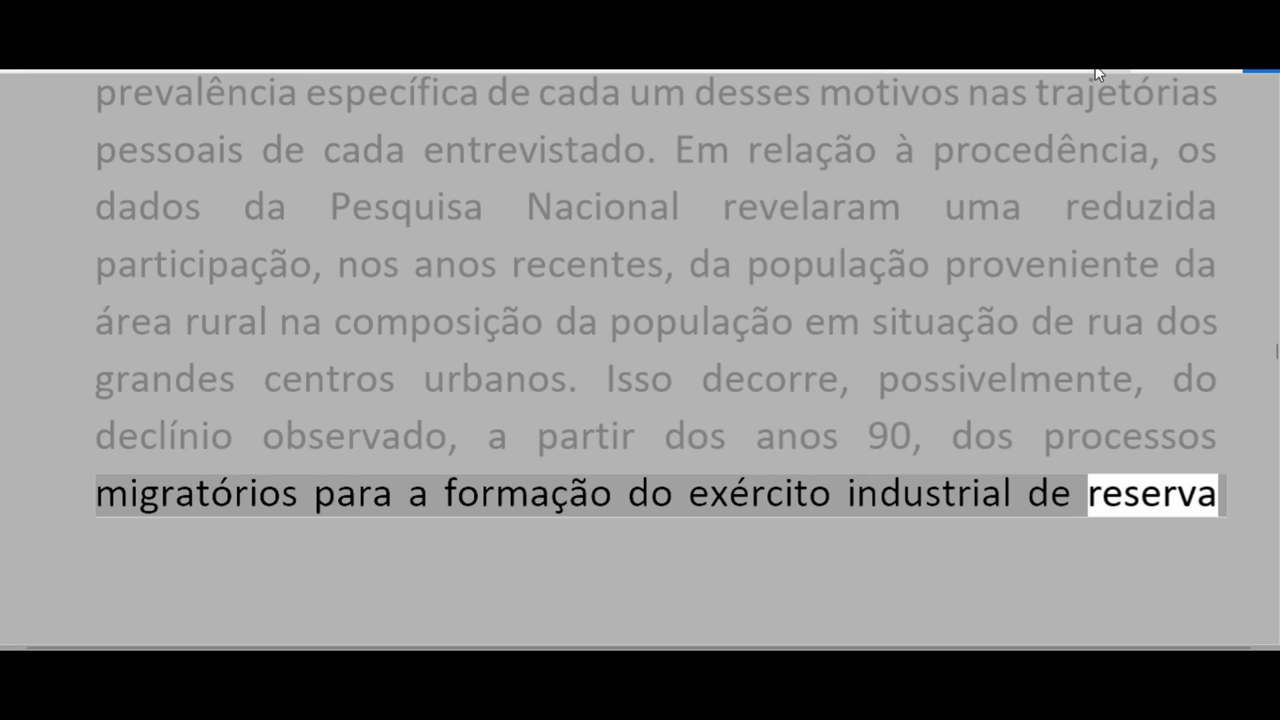 prevalência específica de cada um desses motivos nas trajetórias
pessoais de cada entrevistado. Em relação à procedência, os
dados da Pesquisa Nacional revelaram uma reduzida
participação, nos anos recentes, da população proveniente da
área rural na composição da população em situação de rua dos
grandes centros urbanos. Isso decorre, possivelmente, do
declínio observado, a partir dos anos 90, dos processos
migratórios para a formação do exército industrial de reserva